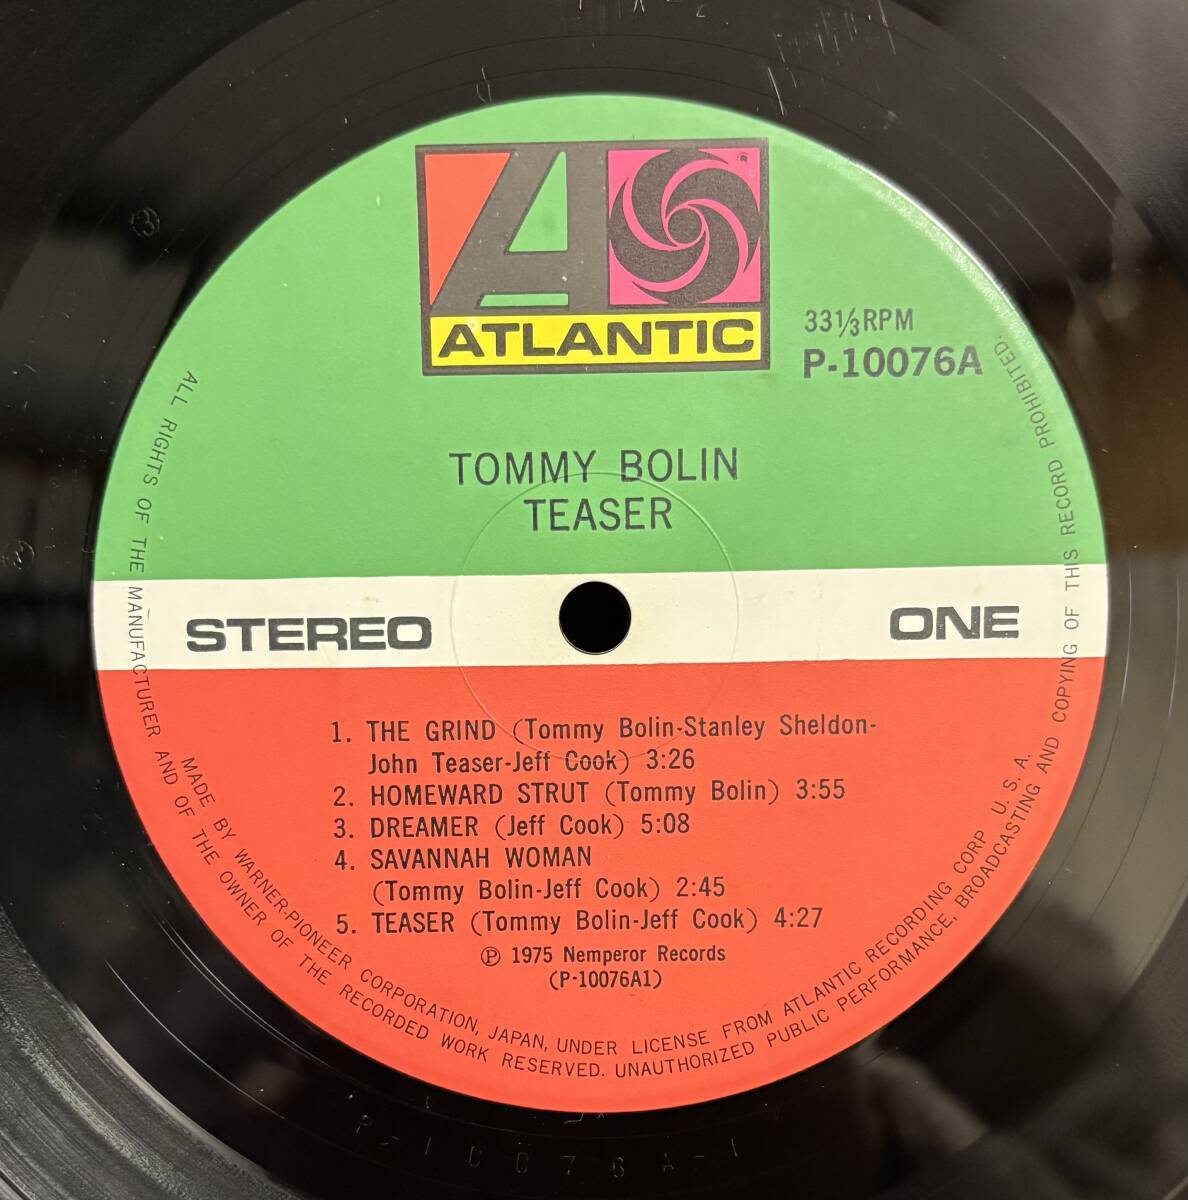 ATLANTIC
33⅓RPM
P-10076A
TOMMY BOLIN
TEASER
STEREO
ONE
1. THE GRIND (Tommy Bolin-Stanley Sheldon-
John Teaser-Jeff Cook) 3:26
2. HOMEWARD STRUT (Tommy Bolin) 3:55
3. DREAMER (Jeff Cook) 5:08
4. SAVANNAH WOMAN
(Tommy Bolin-Jeff Cook) 2:45
5. TEASER (Tommy Bolin-Jeff Cook) 4:27
Ⓟ 1975 Nemperor Records
(P-10076A1)
MADE BY WARNER-PIONEER CORPORATION, JAPAN, UNDER LICENSE FROM ATLANTIC RECORDING CORP U. S. A.
ALL RIGHTS OF THE MANUFACTURER AND OF THE OWNER OF THE RECORDED WORK RESERVED. UNAUTHORIZED PUBLIC PERFORMANCE, BROADCASTING AND COPYING OF THIS RECORD PROHIBITED.
P-10076A-1